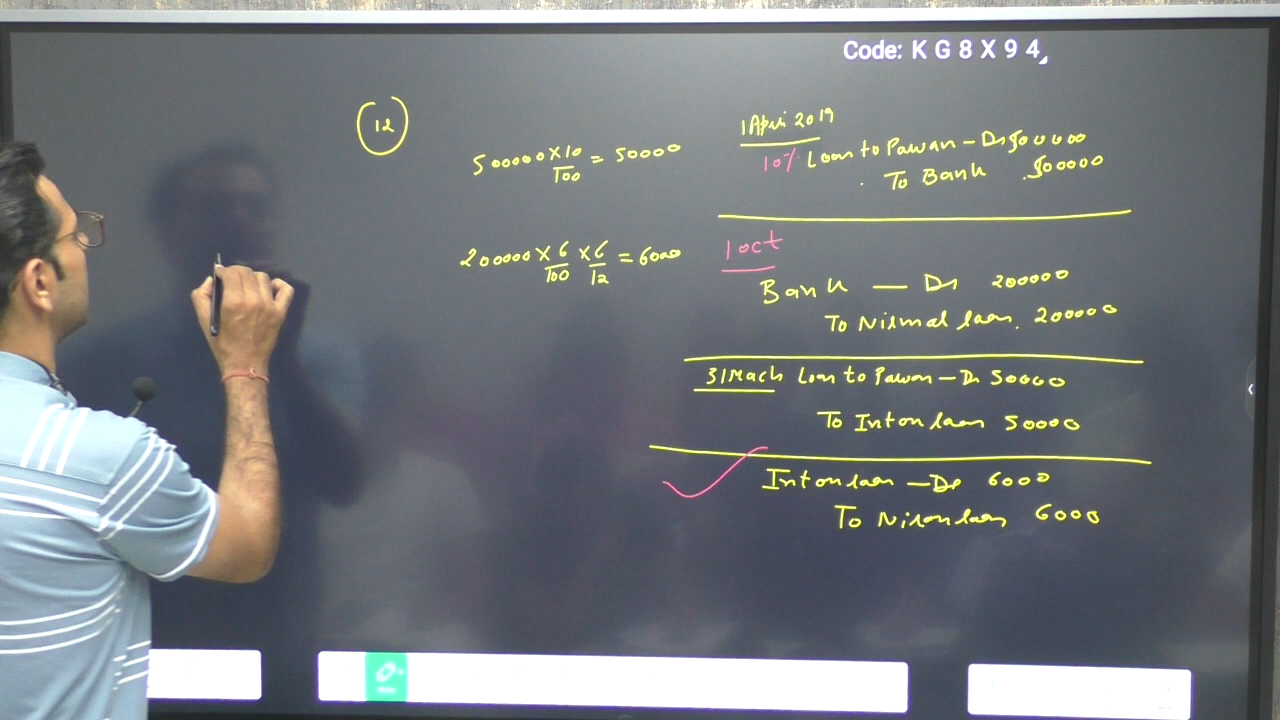 Code: K G 8 X 9 4
12
500000 X 10/100 = 50000
200000 X 6/100 X 6/12 = 6000
1 April 2019
10% Loan to Pawan - Dr 500000
To Bank 500000
1 oct
Bank — Dr 200000
To Nirmal loan. 200000
31 Mach Loan to Pawan - Dr 50000
To Int on loan 50000
Int on loan - Dr 6000
To Nirmal loan 6000